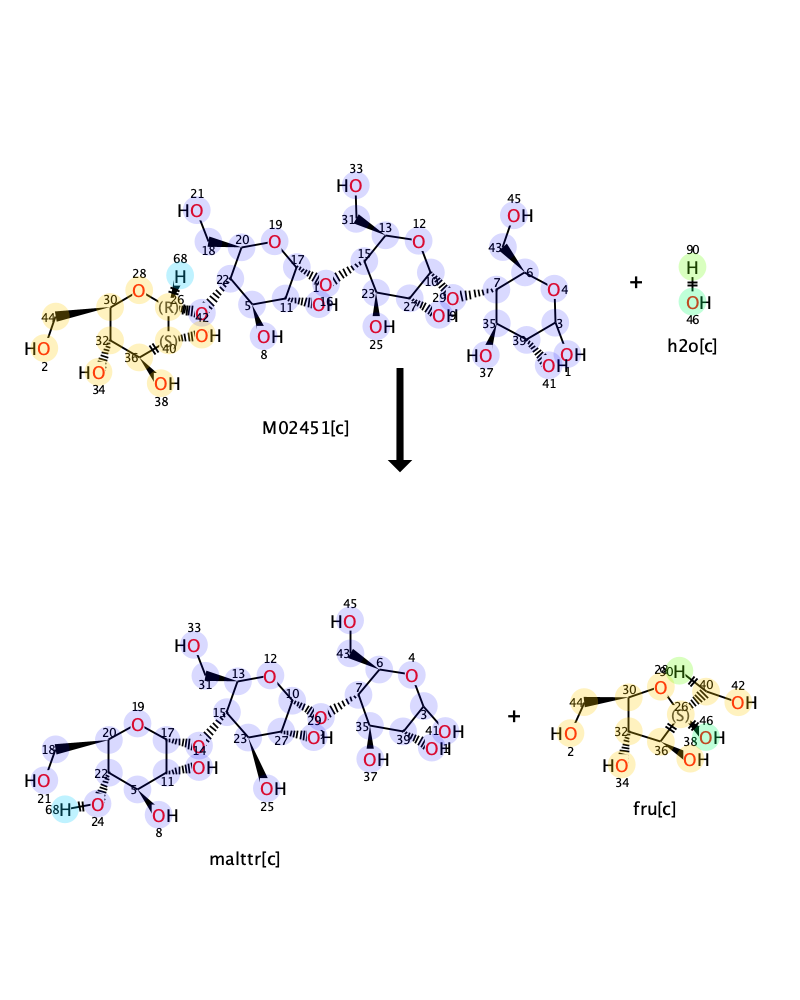 33
HO
21
HO
45
OH
31
13
12
O
43
18
20
19
O
17
15
10
7
6
O 4
68
H
28
O
26
(R)
22
O
16
OH
29
O
30
44
42
O
5
11
23
27
35
3
HO
2
32
(S)
40
OH
36
OH
8
OH
25
39
HO
37
OH
41
OH
1
HO
34
OH
38
90
H
OH
46
+
h2o[c]
M02451[c]
45
HO
33
HO
43
6
4
O
31
13
12
O
10
7
3
19
O
20
17
15
29
O
18
14
O
23
27
OH
35
39
41
OH
OH
HO
21
22
11
OH
5
OH
37
68
H
O
24
OH
8
OH
25
malttr[c]
+
28
O
90
H
40
42
OH
44
30
26
(S)
HO
2
32
36
38
46
OH
OH
HO
34
fru[c]